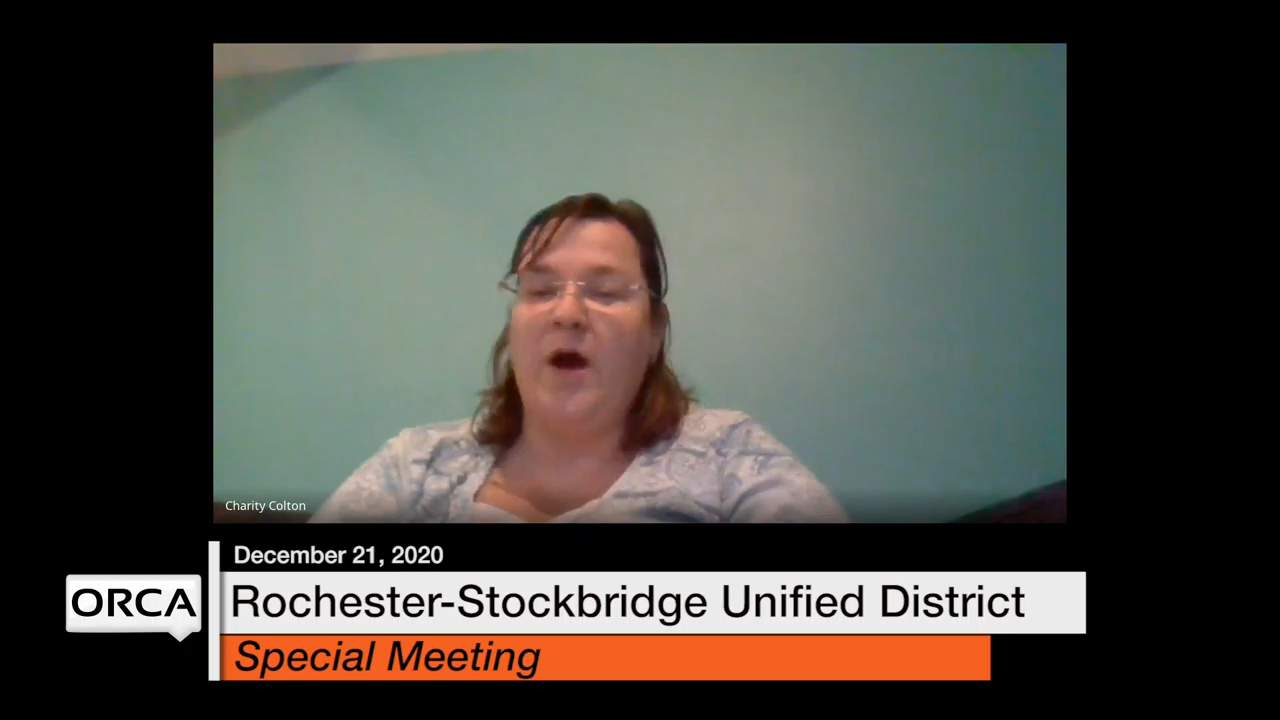 Charity Colton
December 21, 2020
ORCA
Rochester-Stockbridge Unified District
Special Meeting